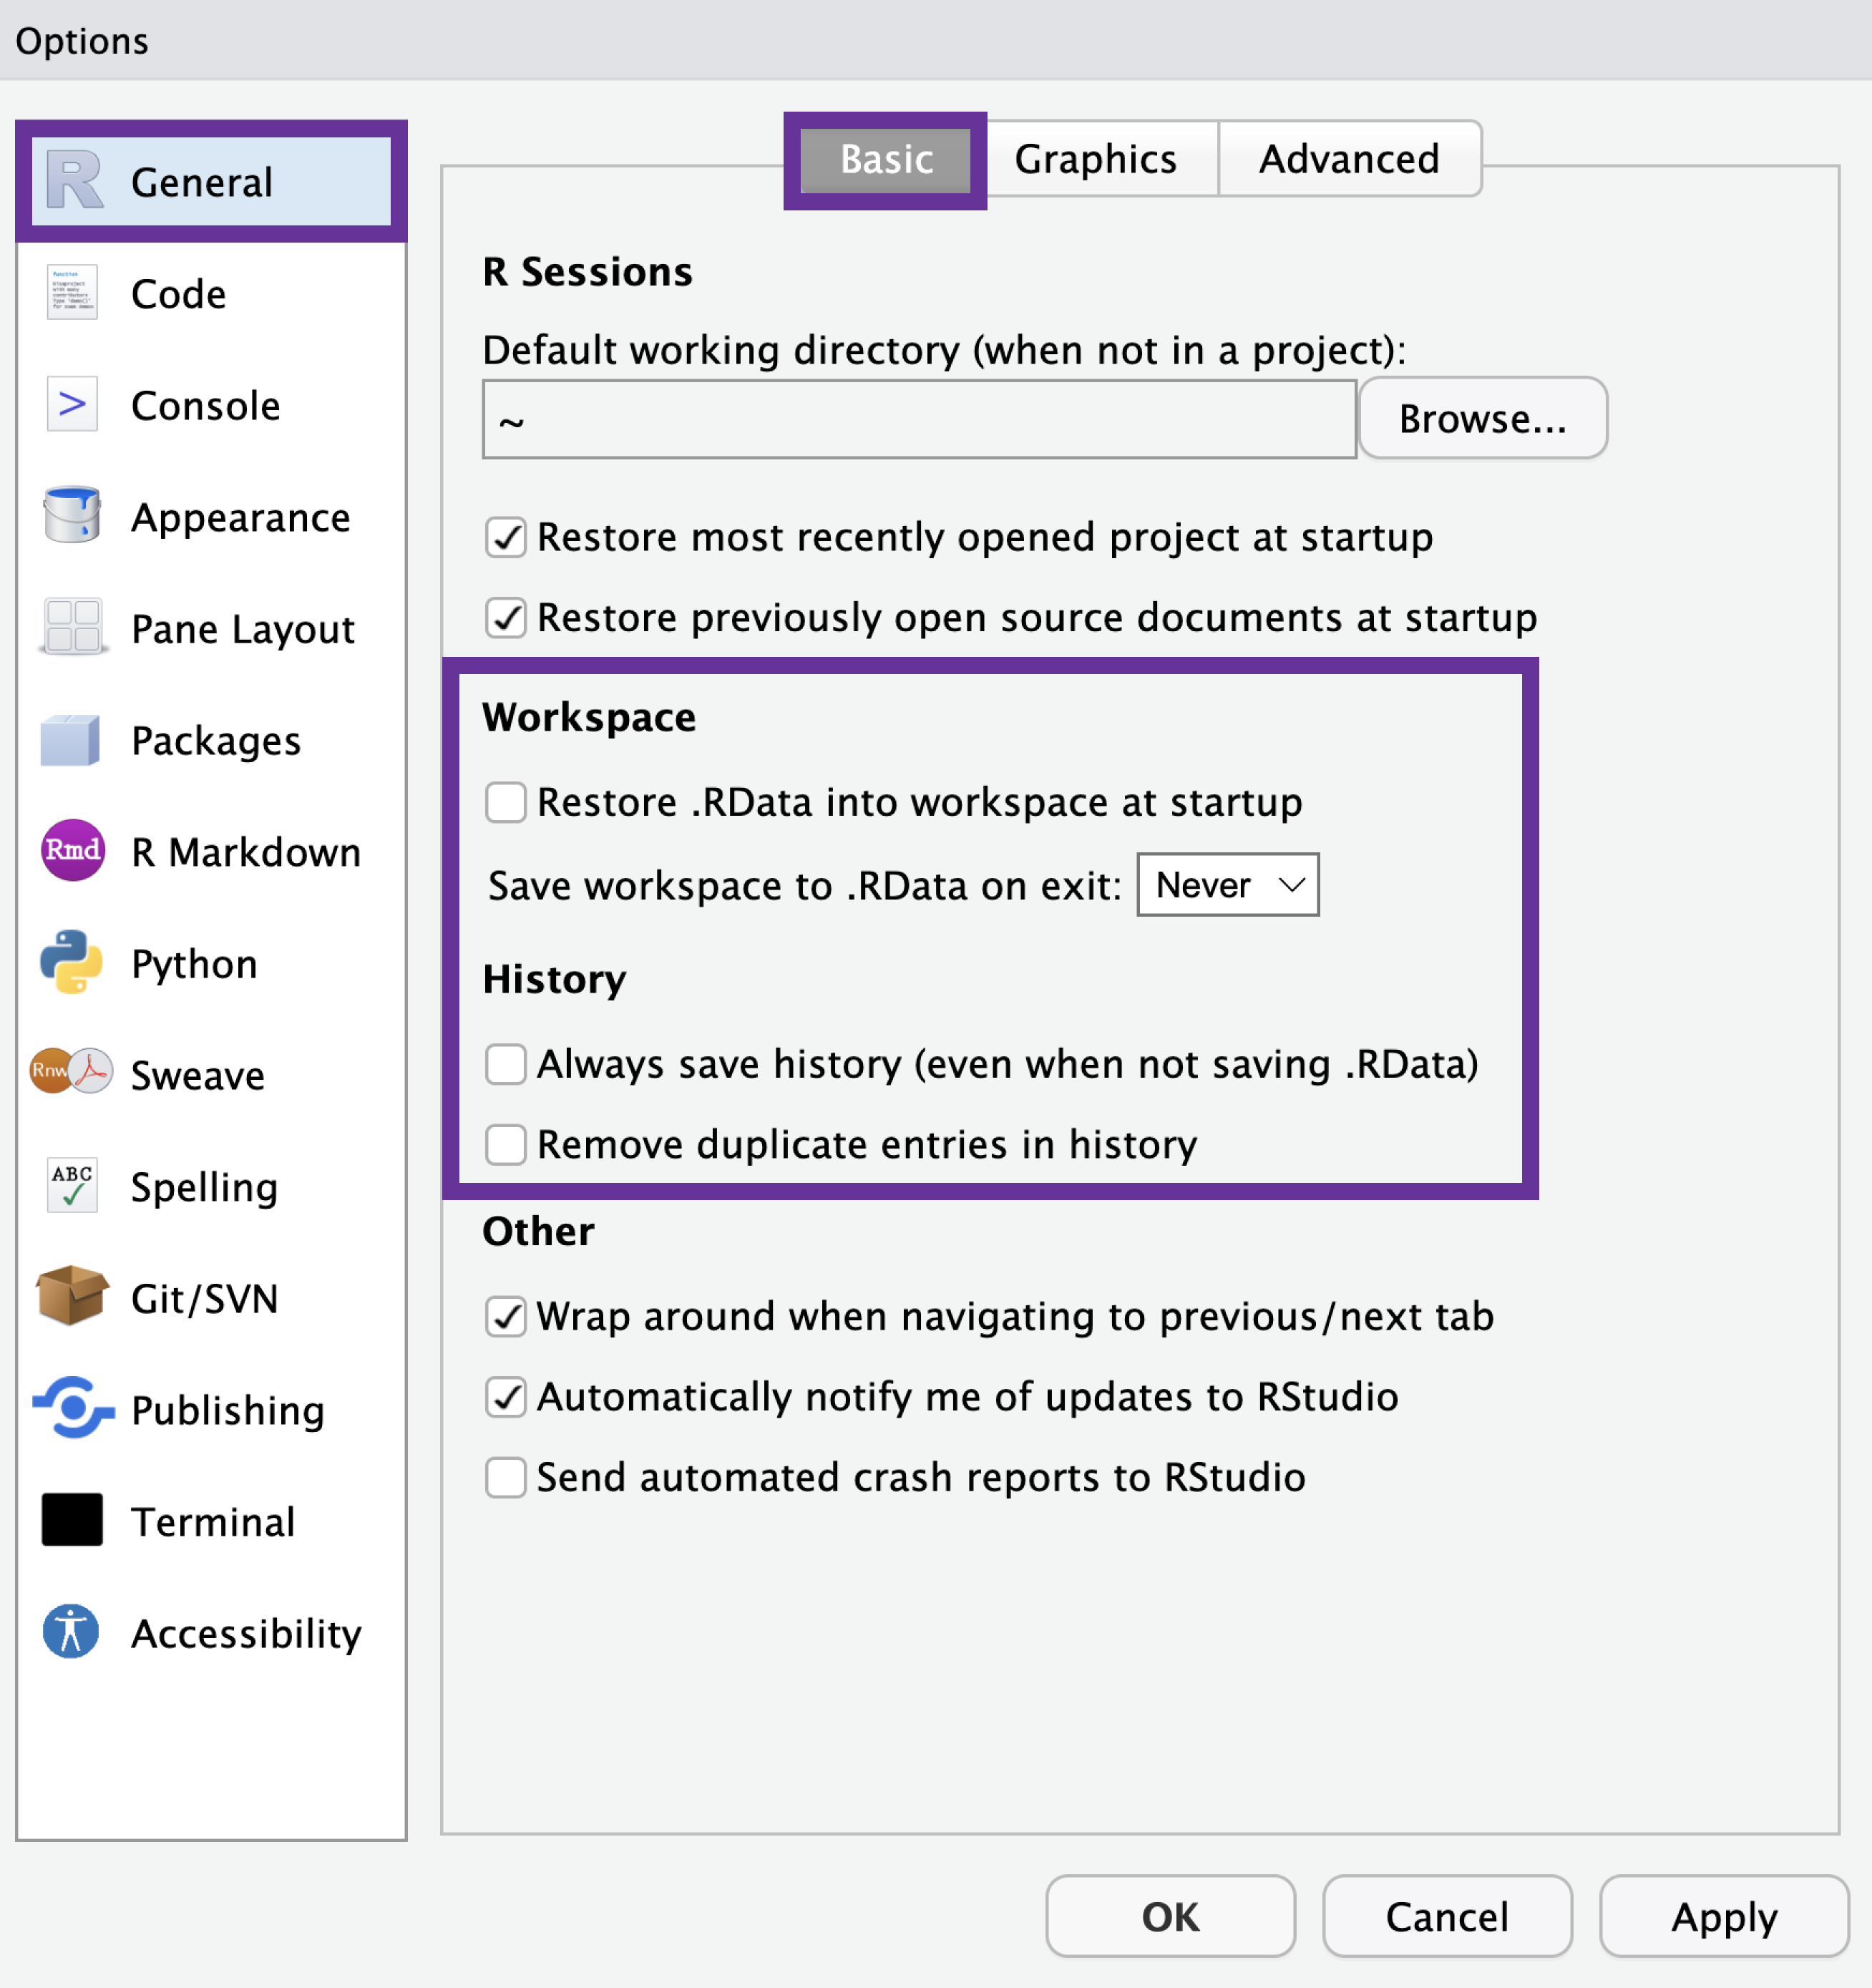 Options
General
Code
Console
Appearance
Pane Layout
Packages
Rmd
R Markdown
Python
Rnw
Sweave
ABC
Spelling
Git/SVN
Publishing
Terminal
Accessibility
Basic Graphics Advanced
R Sessions
Default working directory (when not in a project):
~ Browse...
Restore most recently opened project at startup
Restore previously open source documents at startup
Workspace
Restore .RData into workspace at startup
Save workspace to .RData on exit: Never
History
Always save history (even when not saving .RData)
Remove duplicate entries in history
Other
Wrap around when navigating to previous/next tab
Automatically notify me of updates to RStudio
Send automated crash reports to RStudio
OK Cancel Apply